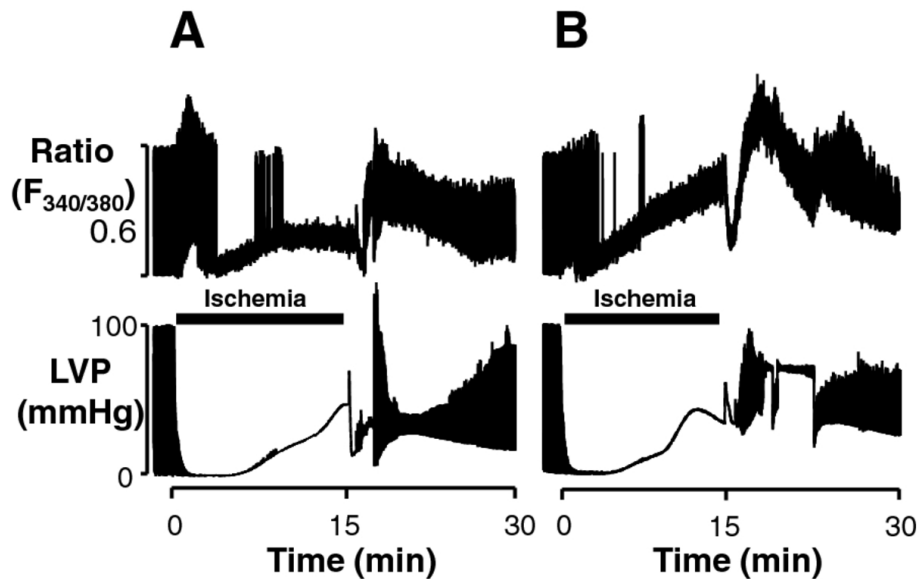 A B
Ratio
(F340/380)
0.6
Ischemia Ischemia
100
LVP
(mmHg)
0
0 15 30 0 15 30
Time (min) Time (min)